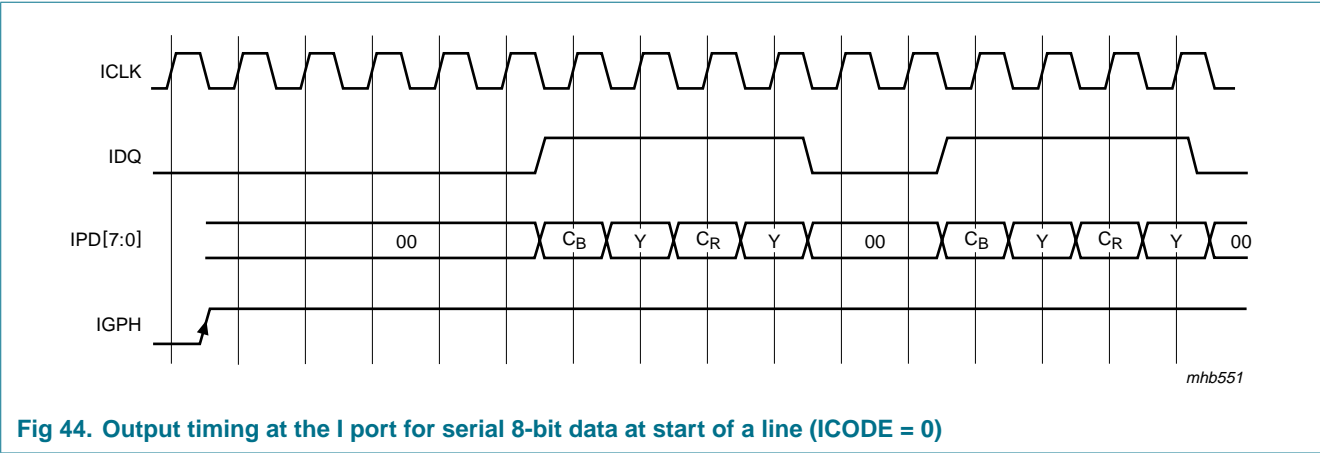 ICLK
IDQ
IPD[7:0] 00 CB Y CR Y 00 CB Y CR Y 00
IGPH
mhb551
Fig 44. Output timing at the I port for serial 8-bit data at start of a line (ICODE = 0)